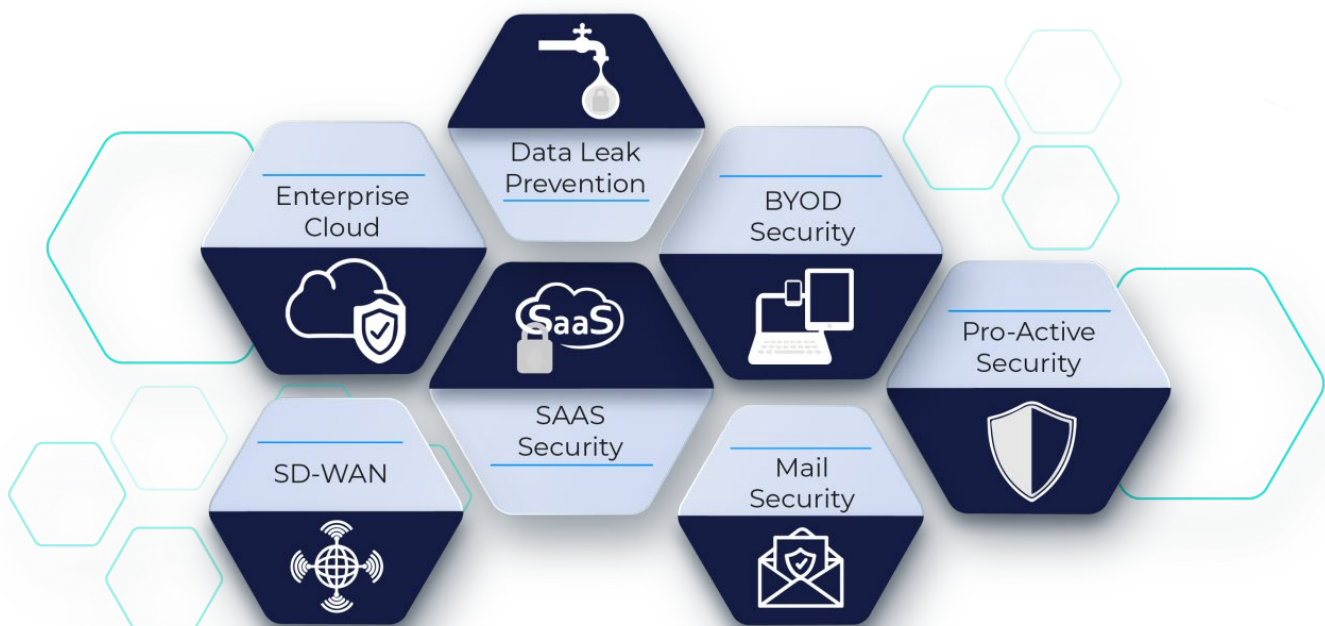 Data Leak
Prevention
Enterprise
Cloud
BYOD
Security
SaaS
Pro-Active
Security
SAAS
Security
SD-WAN
Mail
Security